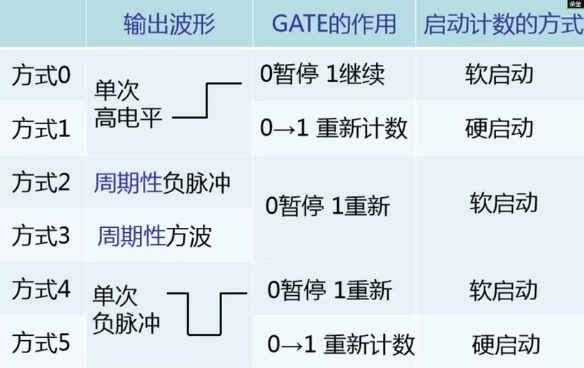 输出波形 GATE的作用 启动计数的方式
方式0 单次高电平 0暂停 1继续 软启动
方式1 0→1 重新计数 硬启动
方式2 周期性负脉冲 0暂停 1重新 软启动
方式3 周期性方波
方式4 单次负脉冲 0暂停 1重新 软启动
方式5 0→1 重新计数 硬启动